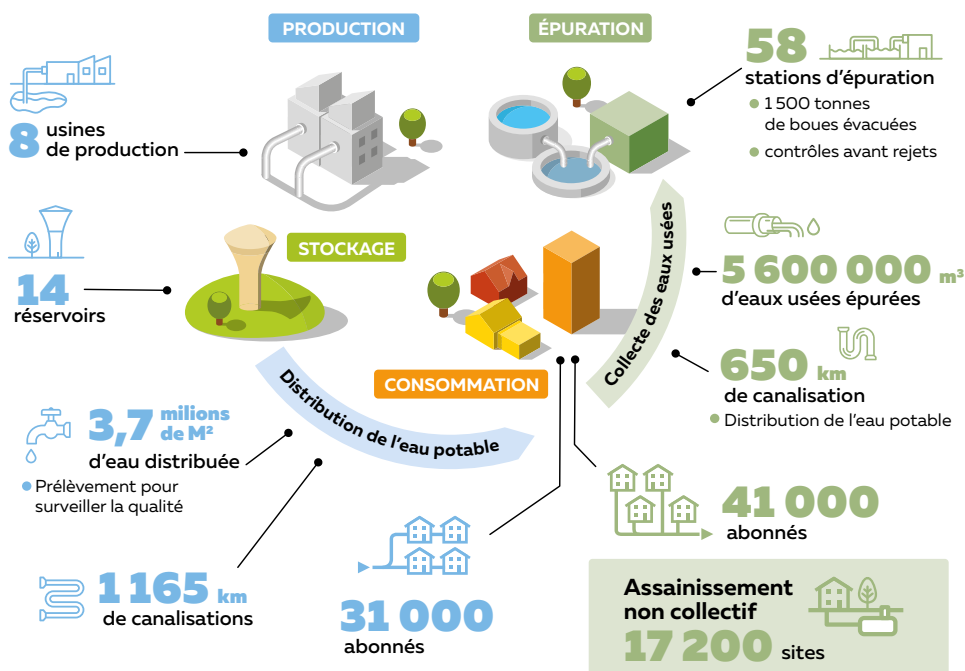 PRODUCTION
ÉPURATION
8 usines
de production
58
stations d'épuration
1 500 tonnes
de boues évacuées
contrôles avant rejets
STOCKAGE
14
réservoirs
Collecte des eaux usées
5 600 000 m³
d'eaux usées épurées
650 km
de canalisation
Distribution de l'eau potable
CONSOMMATION
Distribution de l'eau potable
3,7 milions
de M²
d'eau distribuée
Prélèvement pour
surveiller la qualité
1 165 km
de canalisations
31 000
abonnés
41 000
abonnés
Assainissement
non collectif
17 200 sites